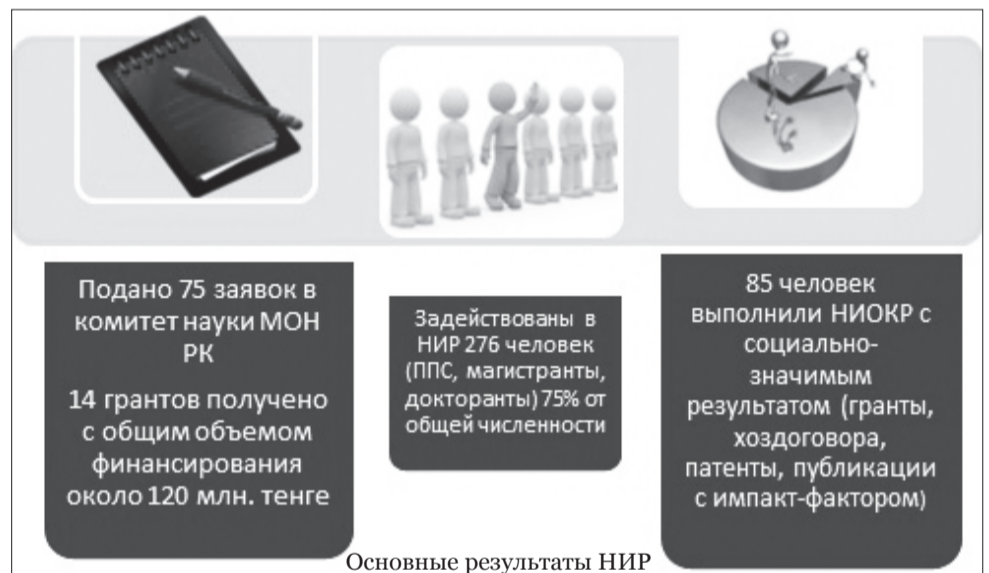 Подано 75 заявок в
комитет науки МОН
РК
14 грантов получено
с общим объемом
финансирования
около 120 млн. тенге
Задействованы в
НИР 276 человек
(ППС, магистранты,
докторанты) 75% от
общей численности
85 человек
выполнили НИОКР с
социально-
значимым
результатом (гранты,
хоздоговора,
патенты, публикации
с импакт-фактором)
Основные результаты НИР